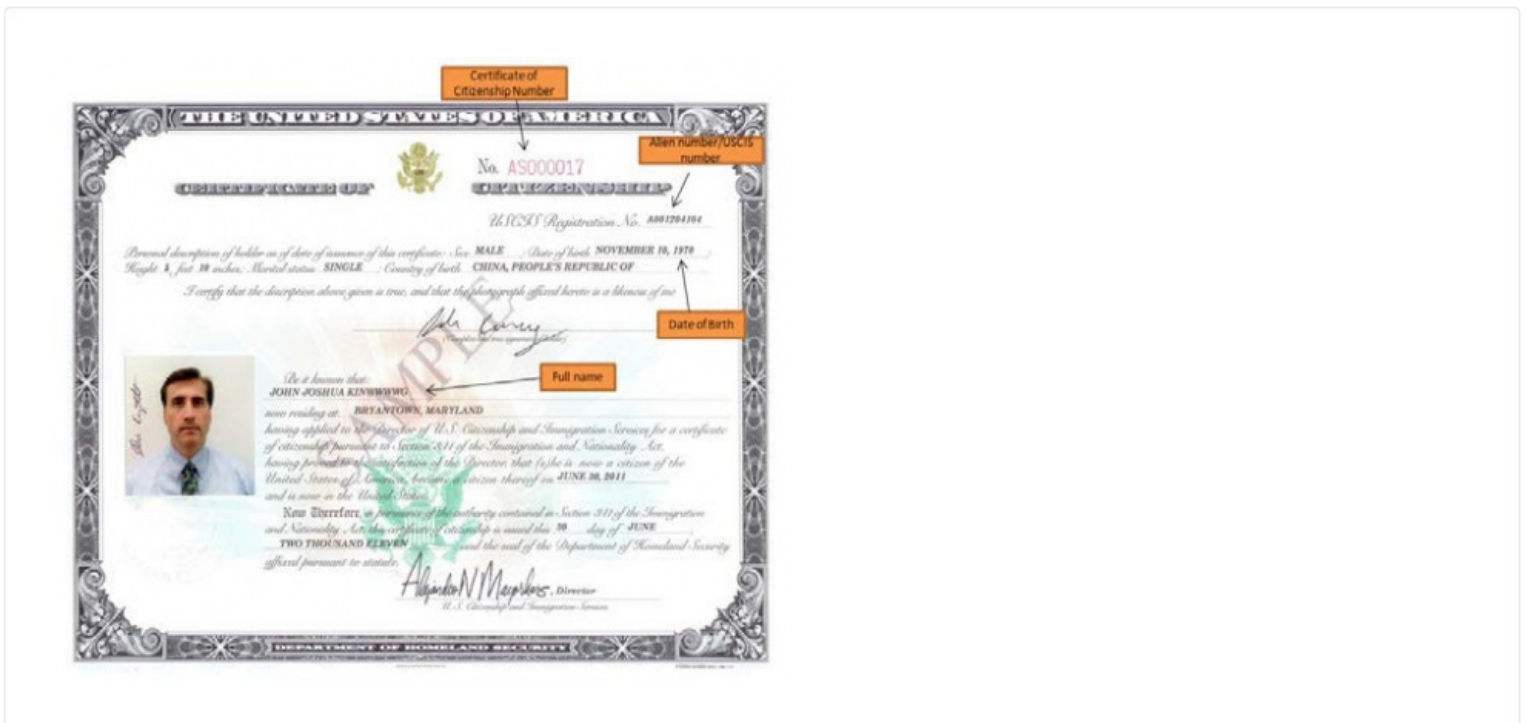 Certificate of
Citizenship Number
THE UNITED STATES OF AMERICA
Alien number/USCIS
number
No. AS000017
CERTIFICATE OF CITIZENSHIP
USCIS Registration No. A001204104
Personal description of holder as of date of issuance of this certificate: Sex MALE ; Date of birth NOVEMBER 10, 1970 ;
Height 5 feet 10 inches; Marital status SINGLE ; Country of birth CHINA, PEOPLE'S REPUBLIC OF
I certify that the description above given is true, and that the photograph affixed hereto is a likeness of me
Date of Birth
SAMPLE
Full name
Be it known that:
JOHN JOSHUA KINWWWWG
now residing at: BRYANTOWN, MARYLAND
having applied to the Director of U.S. Citizenship and Immigration Services for a certificate
of citizenship pursuant to Section 341 of the Immigration and Nationality Act,
having proved to the satisfaction of the Director, that (s)he is now a citizen of the
United States of America, became a citizen thereof on JUNE 30, 2011
and is now in the United States.
Now Therefore, in pursuance of the authority contained in Section 341 of the Immigration
and Nationality Act, this certificate of citizenship is issued this 30 day of JUNE
TWO THOUSAND ELEVEN and the seal of the Department of Homeland Security
affixed pursuant to statute.
, Director
U.S. Citizenship and Immigration Services
DEPARTMENT OF HOMELAND SECURITY